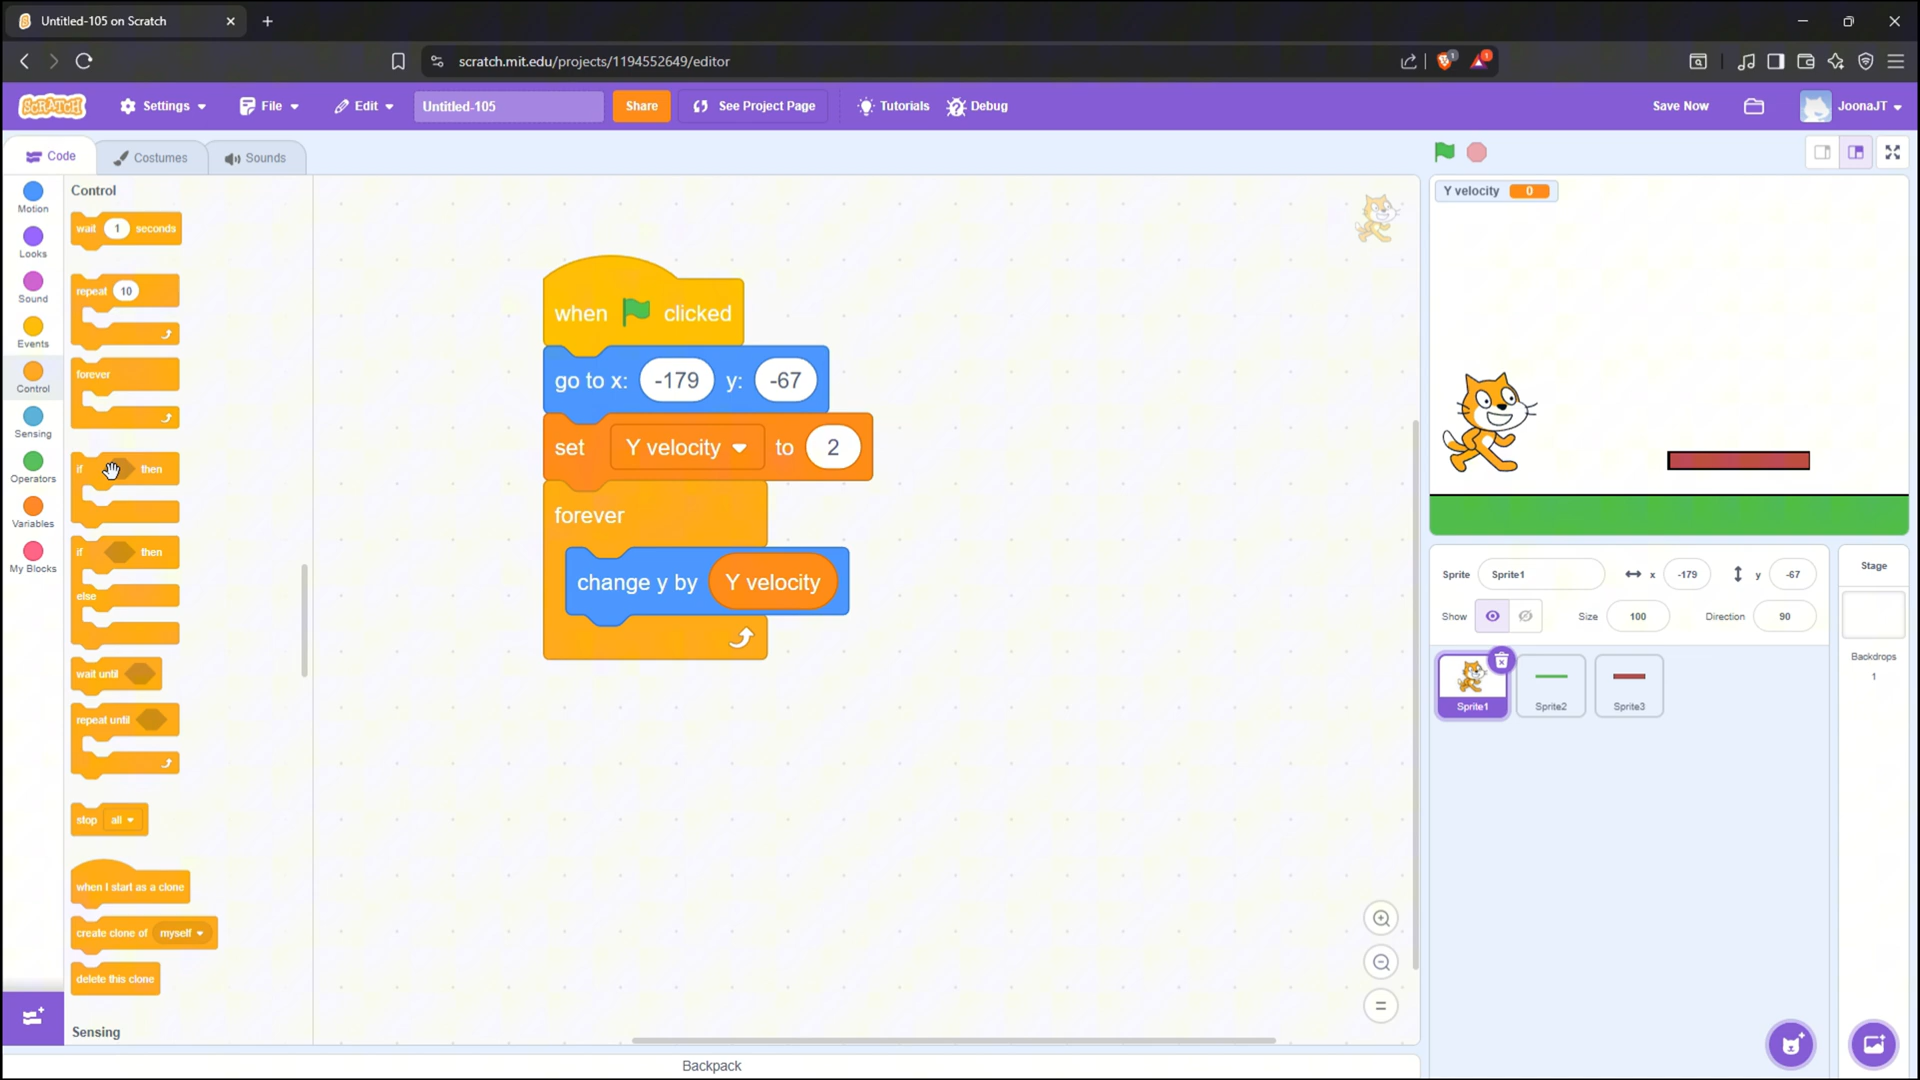 Untitled-105 on Scratch
scratch.mit.edu/projects/1194552649/editor
1
1
SCRATCH
Settings
File
Edit
Untitled-105
Share
See Project Page
Tutorials
Debug
Save Now
JoonaJT
Code
Costumes
Sounds
Motion
Looks
Sound
Events
Control
Sensing
Operators
Variables
My Blocks
Control
wait 1 seconds
repeat 10
forever
if then
if then
else
wait until
repeat until
stop all
when I start as a clone
create clone of myself
delete this clone
Sensing
when clicked
go to x: -179 y: -67
set Y velocity to 2
forever
change y by Y velocity
Backpack
Y velocity 0
Sprite Sprite1 x -179 y -67
Show Size 100 Direction 90
Sprite1
Sprite2
Sprite3
Stage
Backdrops
1